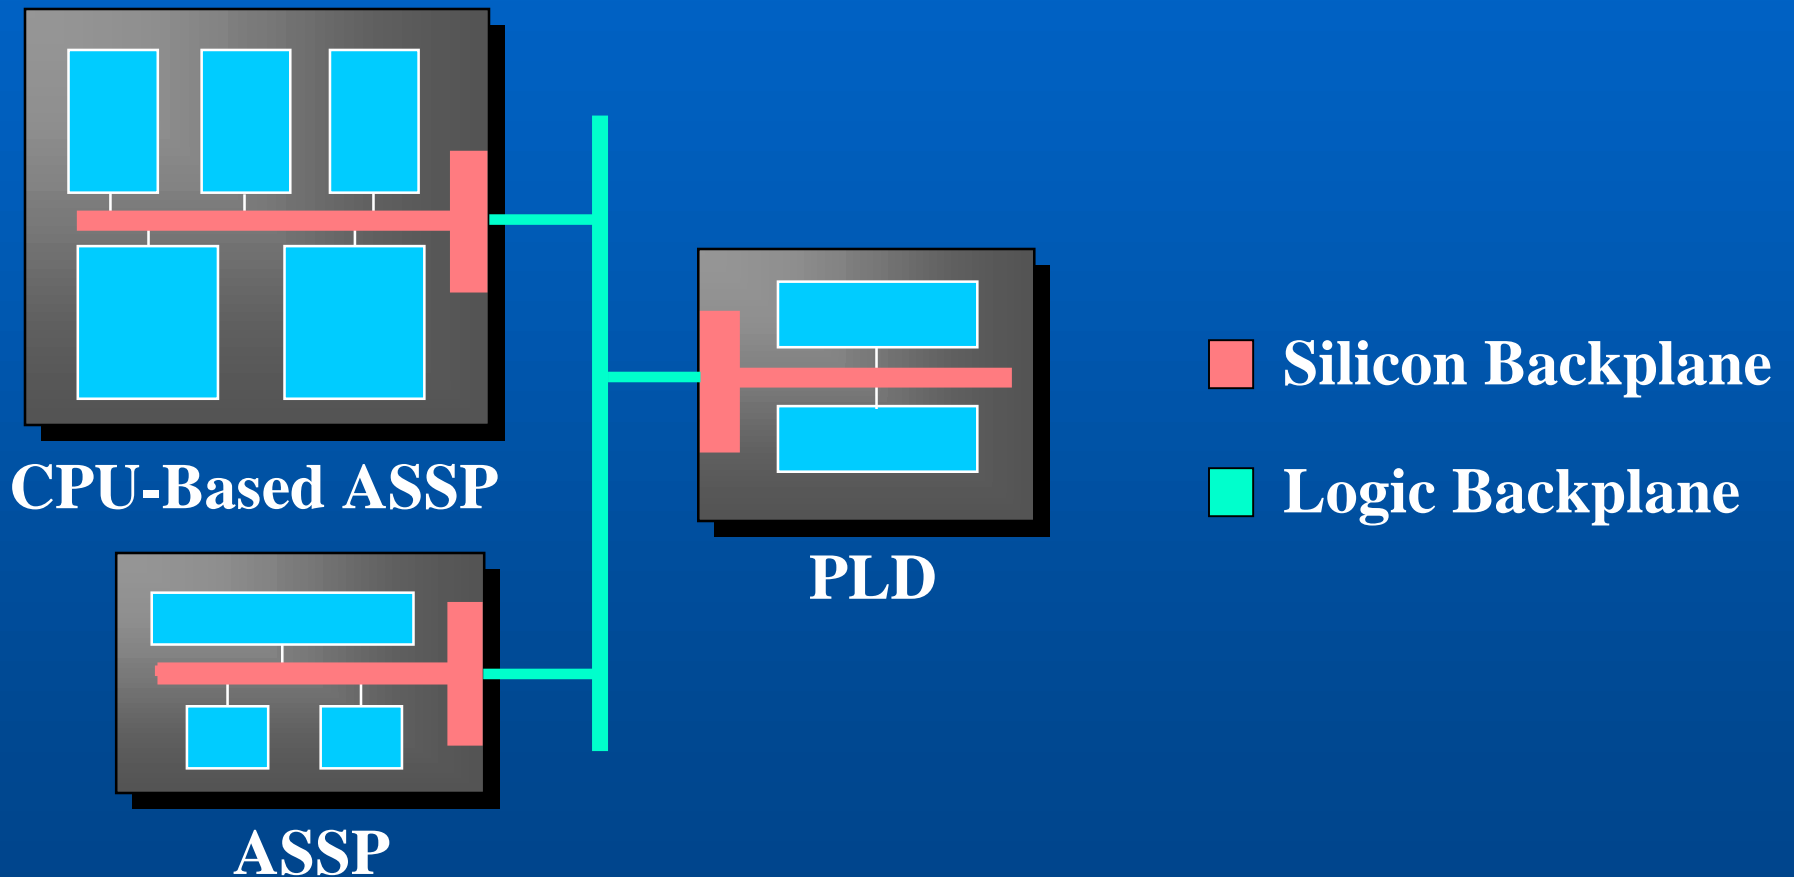 CPU-Based ASSP
ASSP
PLD
Silicon Backplane
Logic Backplane